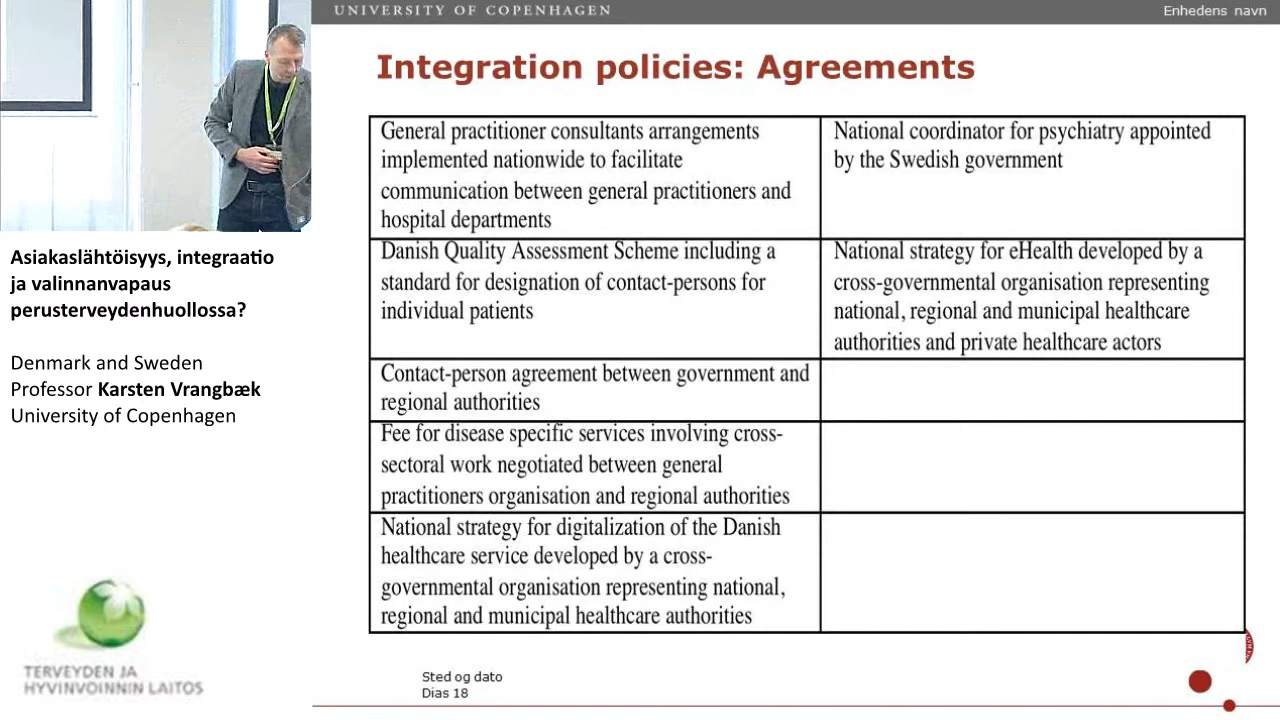 UNIVERSITY OF COPENHAGEN
Enhedens navn
Integration policies: Agreements
General practitioner consultants arrangements
implemented nationwide to facilitate
communication between general practitioners and
hospital departments
National coordinator for psychiatry appointed
by the Swedish government
Danish Quality Assessment Scheme including a
standard for designation of contact-persons for
individual patients
National strategy for eHealth developed by a
cross-governmental organisation representing
national, regional and municipal healthcare
authorities and private healthcare actors
Contact-person agreement between government and
regional authorities
Fee for disease specific services involving cross-
sectoral work negotiated between general
practitioners organisation and regional authorities
National strategy for digitalization of the Danish
healthcare service developed by a cross-
governmental organisation representing national,
regional and municipal healthcare authorities
Sted og dato
Dias 18
Asiakaslähtöisyys, integraatio
ja valinnanvapaus
perusterveydenhuollossa?
Denmark and Sweden
Professor Karsten Vrangbæk
University of Copenhagen
TERVEYDEN JA
HYVINVOINNIN LAITOS